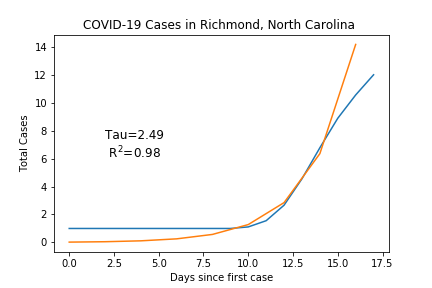 COVID-19 Cases in Richmond, North Carolina
14
12
10
8
6
4
2
0
Total Cases
Tau=2.49
R²=0.98
0.0 2.5 5.0 7.5 10.0 12.5 15.0 17.5
Days since first case